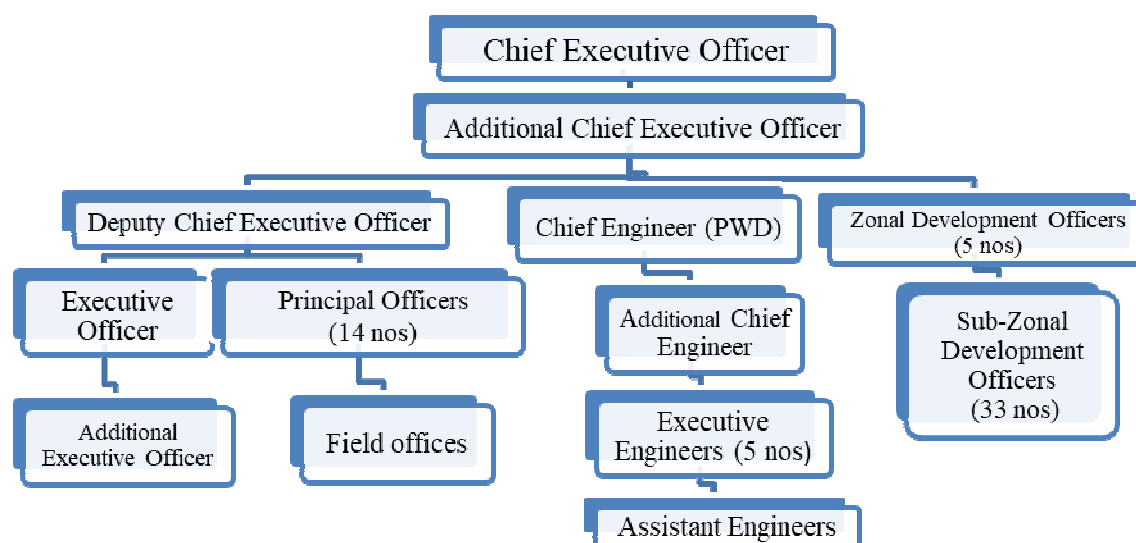 Chief Executive Officer
Additional Chief Executive Officer
Deputy Chief Executive Officer
Chief Engineer (PWD)
Zonal Development Officers
(5 nos)
Executive
Officer
Principal Officers
(14 nos)
Additional Chief
Engineer
Sub-Zonal
Development
Officers
(33 nos)
Additional
Executive Officer
Field offices
Executive
Engineers (5 nos)
Assistant Engineers